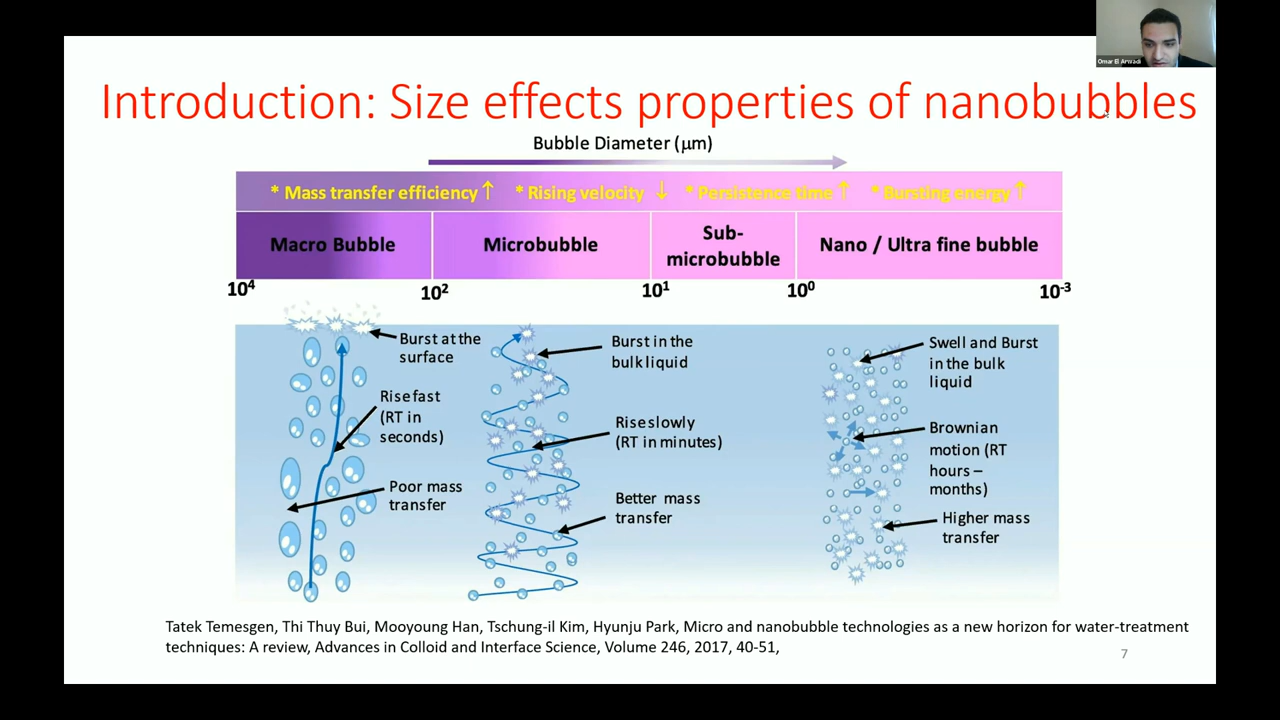 Omar El Amradi
Introduction: Size effects properties of nanobubbles
Bubble Diameter (μm)
* Mass transfer efficiency ↑ * Rising velocity ↓ * Persistence time ↑ * Bursting energy ↑
Macro Bubble
Microbubble
Sub-
microbubble
Nano / Ultra fine bubble
10⁴
10²
10¹
10⁰
10⁻³
Burst at the
surface
Rise fast
(RT in
seconds)
Poor mass
transfer
Burst in the
bulk liquid
Rise slowly
(RT in minutes)
Better mass
transfer
Swell and Burst
in the bulk
liquid
Brownian
motion (RT
hours –
months)
Higher mass
transfer
Tatek Temesgen, Thi Thuy Bui, Mooyoung Han, Tschung-il Kim, Hyunju Park, Micro and nanobubble technologies as a new horizon for water-treatment
techniques: A review, Advances in Colloid and Interface Science, Volume 246, 2017, 40-51,
7